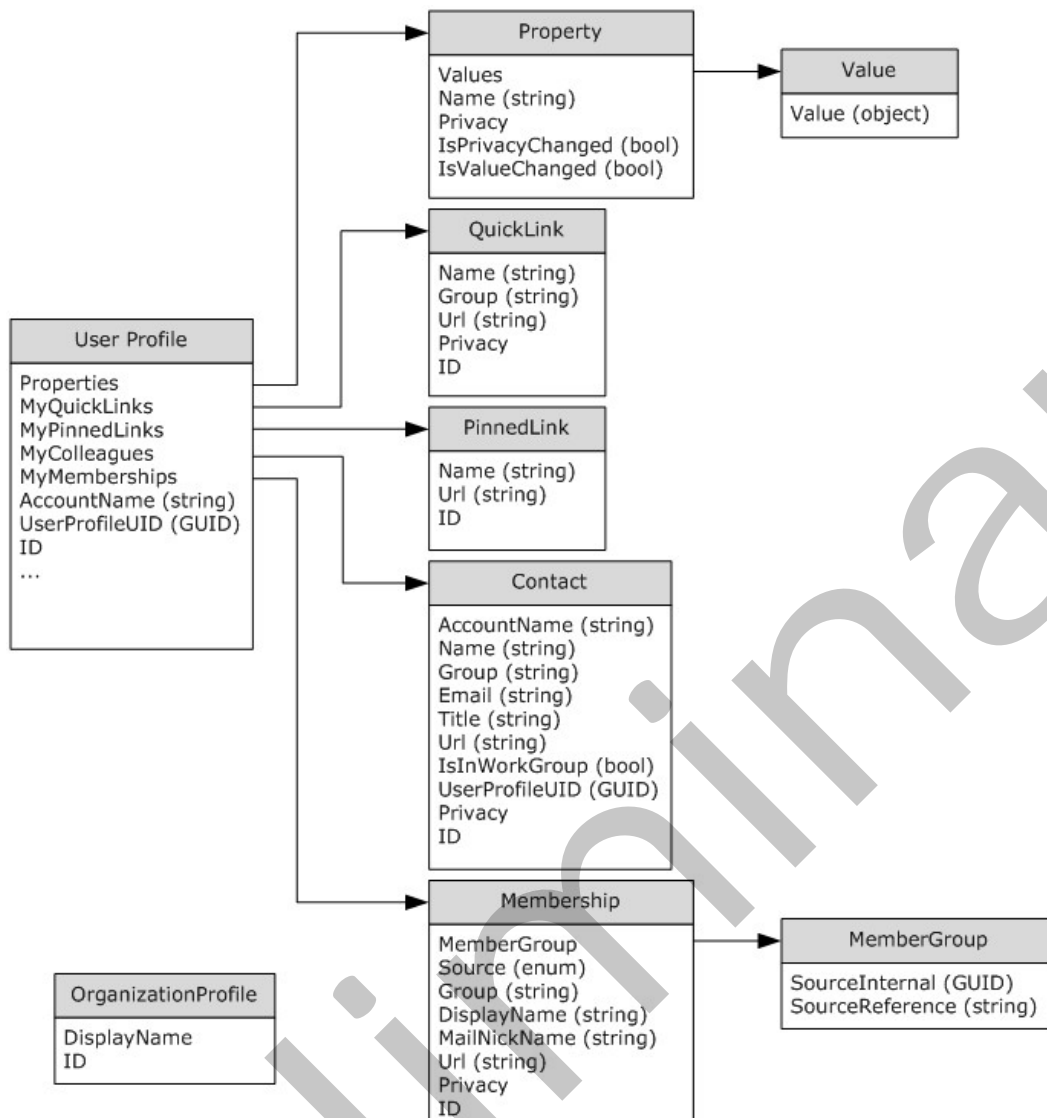 Property
Values
Name (string)
Privacy
IsPrivacyChanged (bool)
IsValueChanged (bool)
Value
Value (object)
QuickLink
Name (string)
Group (string)
Url (string)
Privacy
ID
User Profile
Properties
MyQuickLinks
MyPinnedLinks
MyColleagues
MyMemberships
AccountName (string)
UserProfileUID (GUID)
ID
...
PinnedLink
Name (string)
Url (string)
ID
Contact
AccountName (string)
Name (string)
Group (string)
Email (string)
Title (string)
Url (string)
IsInWorkGroup (bool)
UserProfileUID (GUID)
Privacy
ID
Membership
MemberGroup
Source (enum)
Group (string)
DisplayName (string)
MailNickName (string)
Url (string)
Privacy
ID
MemberGroup
SourceInternal (GUID)
SourceReference (string)
OrganizationProfile
DisplayName
ID